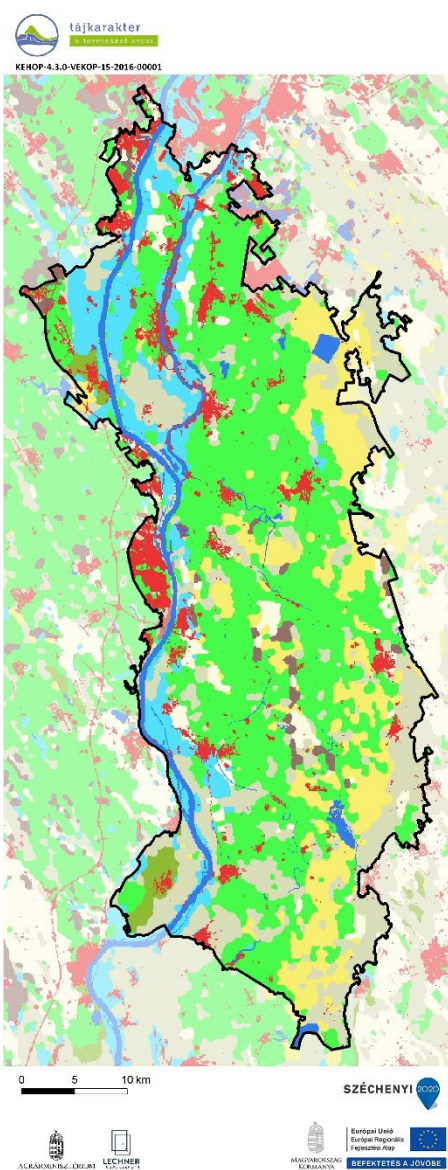 tájkarakter
a természet arcai
KEHOP-4.3.0-VEKOP-15-2016-00001
0 5 10 km
SZÉCHENYI 2020
AGRÁRMINISZTÉRIUM
LECHNER
MAGYARORSZÁG
KORMÁNYA
Európai Unió
Európai Regionális
Fejlesztési Alap
BEFEKTETÉS A JÖVŐBE